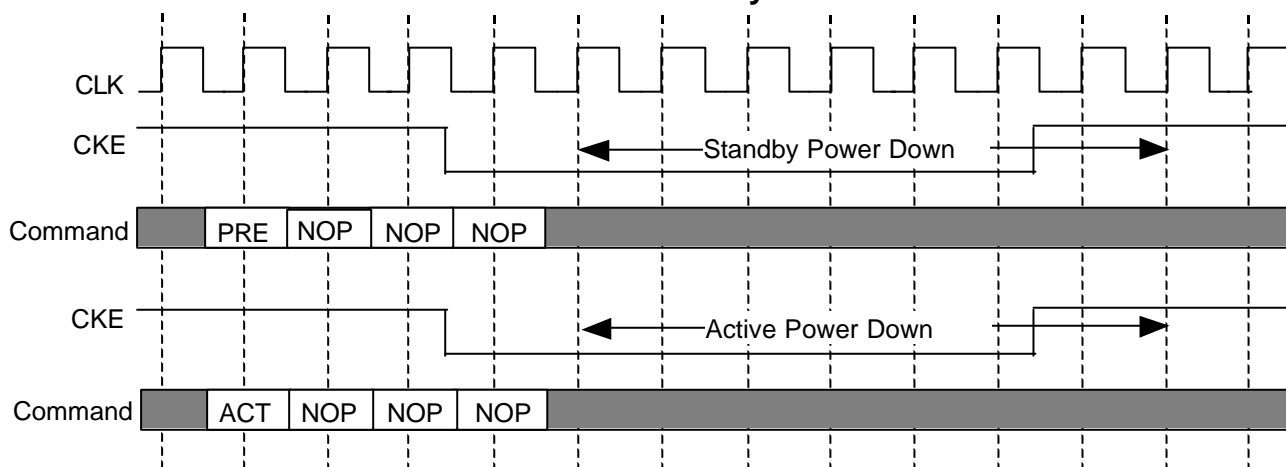 CLK
CKE
Standby Power Down
Command PRE NOP NOP NOP
CKE
Active Power Down
Command ACT NOP NOP NOP